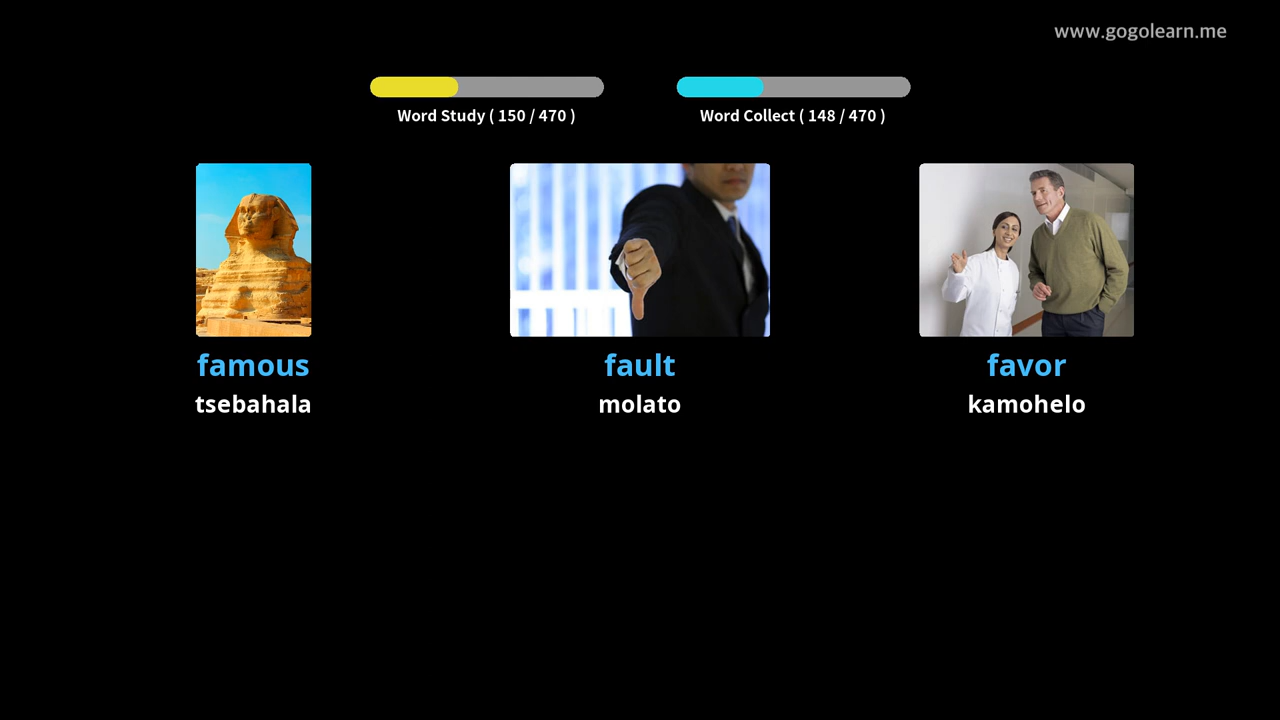 www.gogolearn.me
Word Study ( 150 / 470 )
Word Collect ( 148 / 470 )
famous
tsebahala
fault
molato
favor
kamohelo